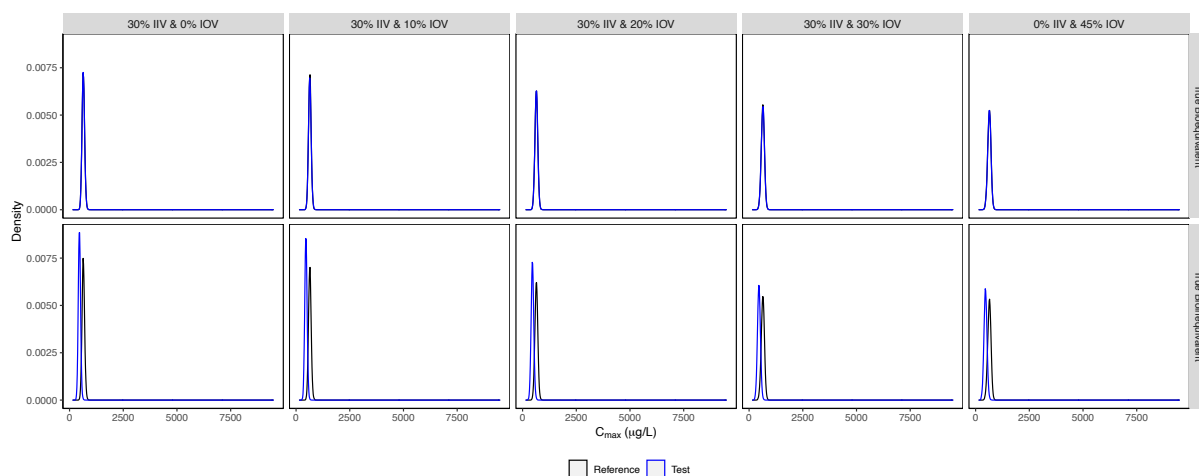 30% IIV & 0% IOV
30% IIV & 10% IOV
30% IIV & 20% IOV
30% IIV & 30% IOV
0% IIV & 45% IOV
0.0075
0.0050
0.0025
0.0000
Density
0.0075
0.0050
0.0025
0.0000
0 2500 5000 7500
0 2500 5000 7500
0 2500 5000 7500
0 2500 5000 7500
0 2500 5000 7500
Cmax (μg/L)
Reference Test